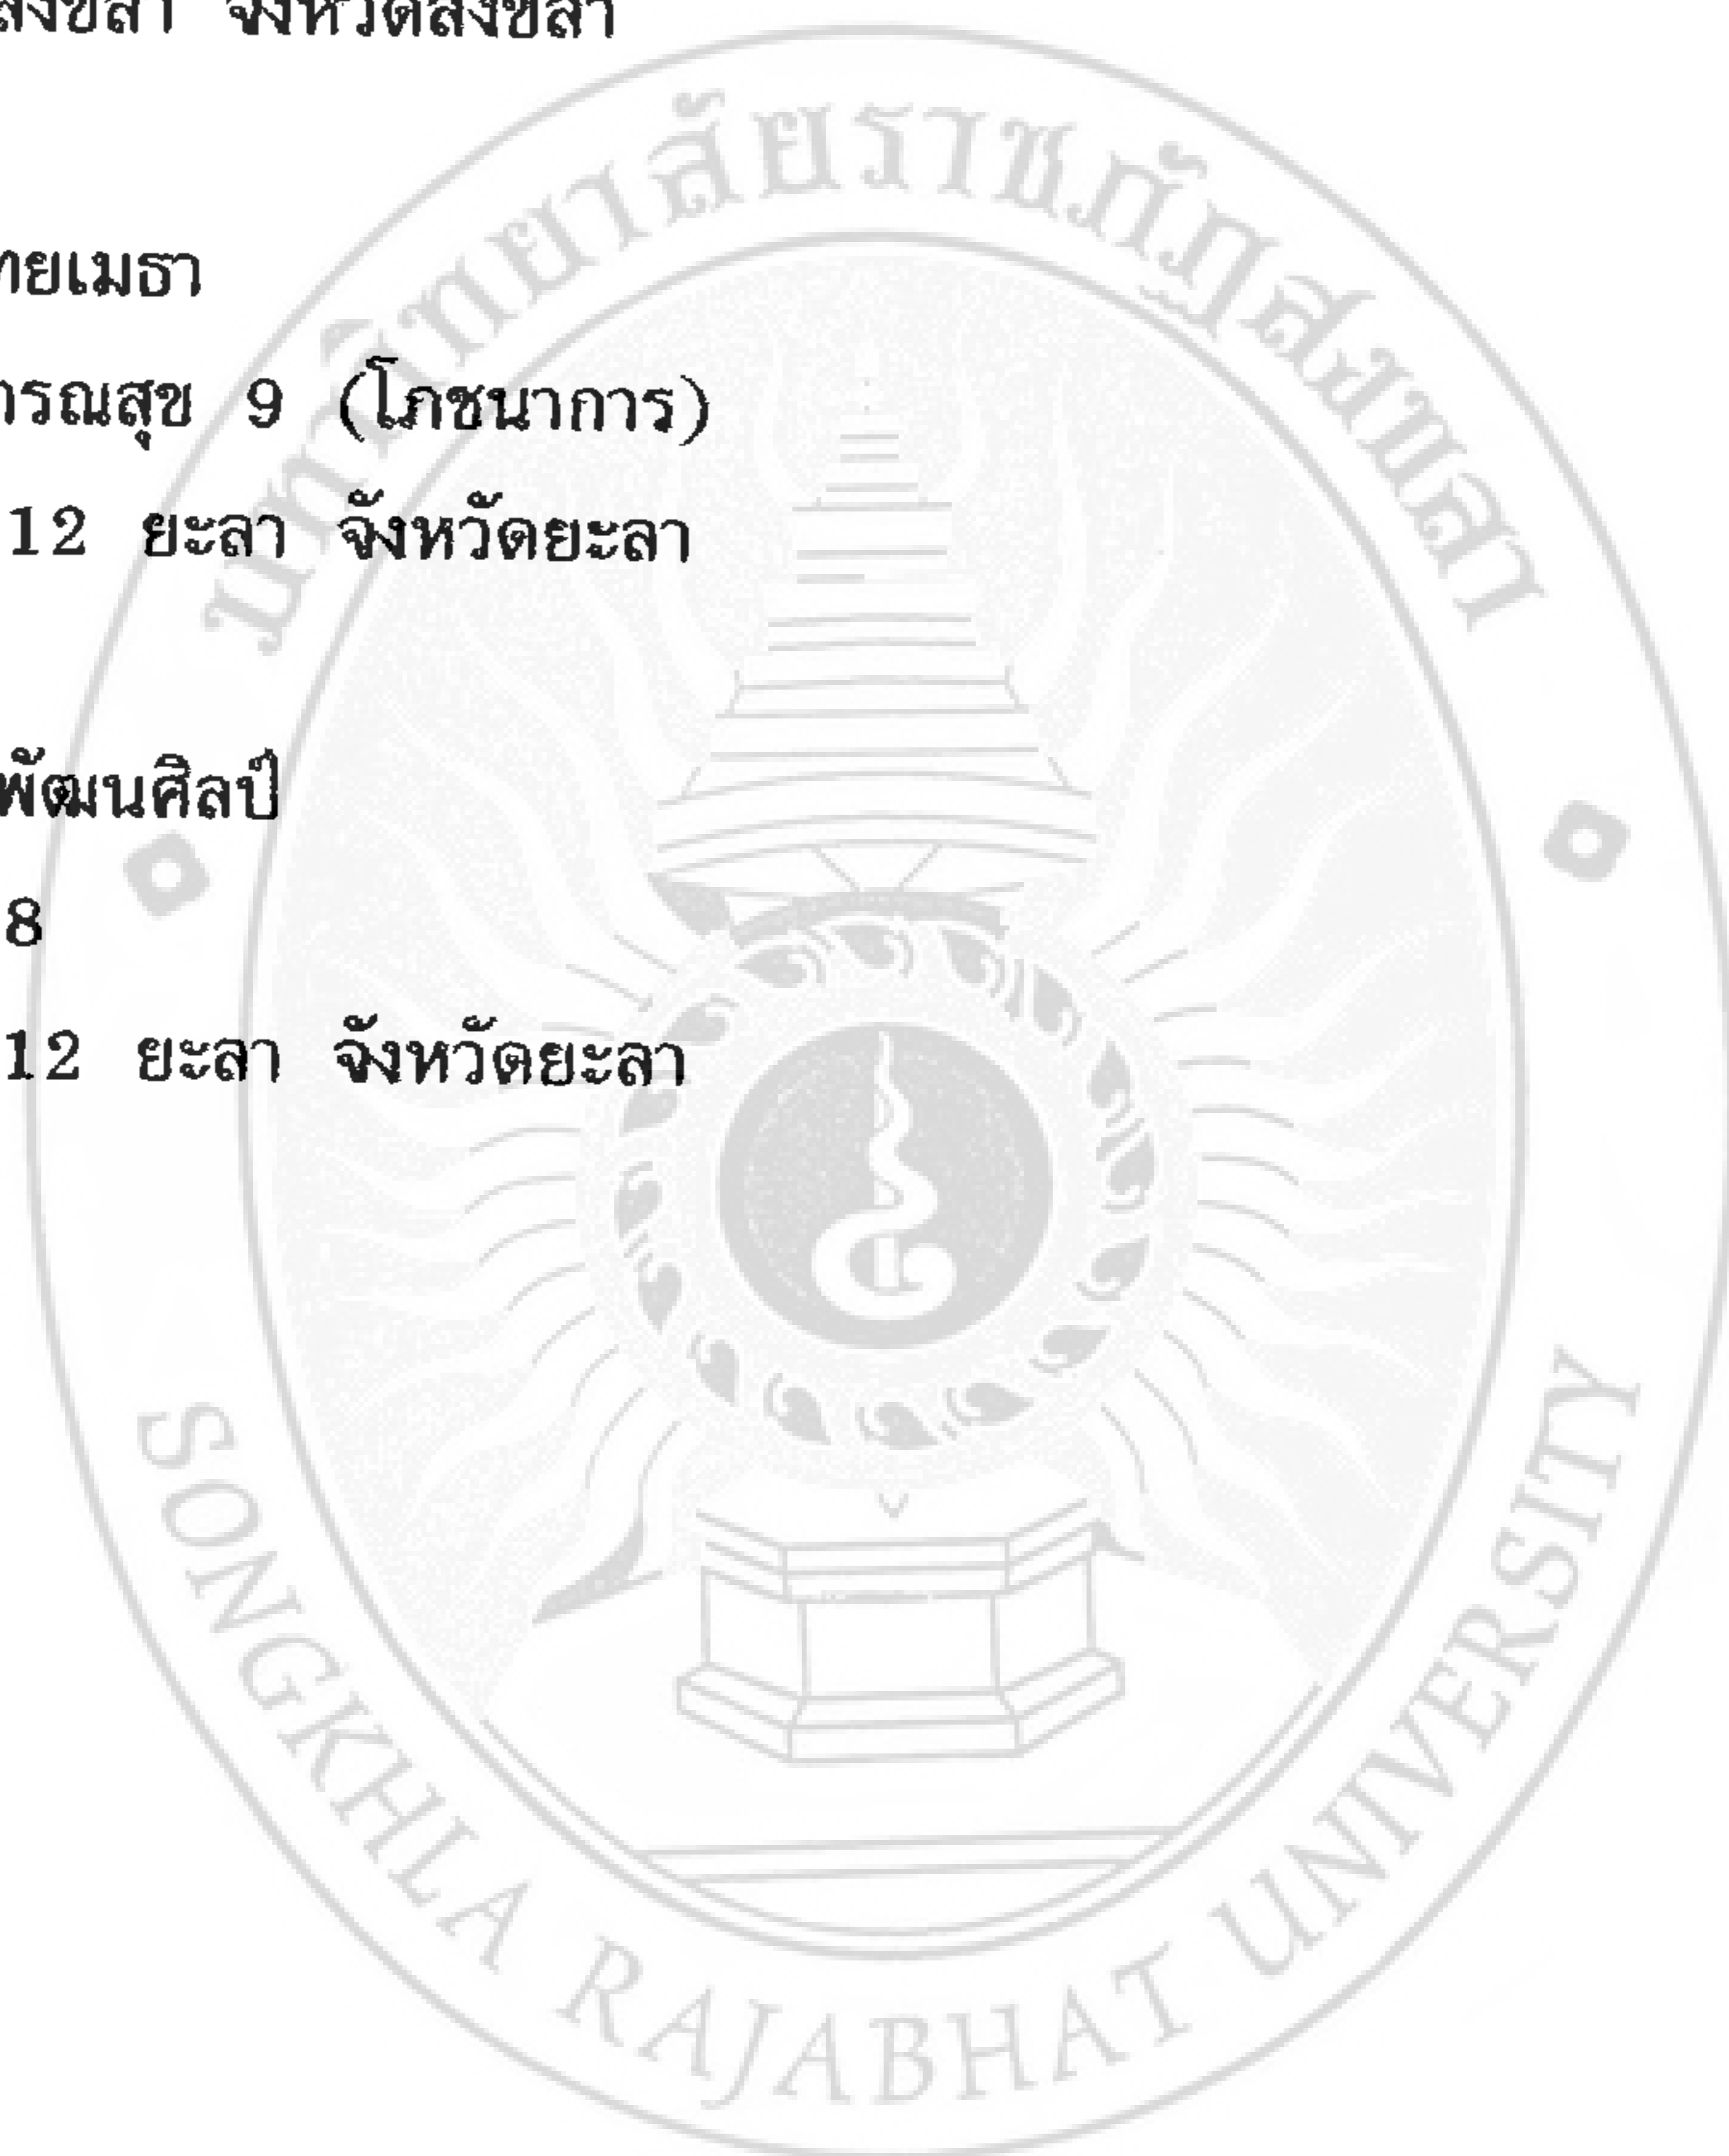 สงขลา จังหวัดสงขลา
ทยเมธา
ารณสุข 9 (โภชนาการ)
12 ยะลา จังหวัดยะลา
พัฒนศิลป์
8
12 ยะลา จังหวัดยะลา
มหาวิทยาลัยราชภัฏสงขลา
SONGKHLA RAJABHAT UNIVERSITY